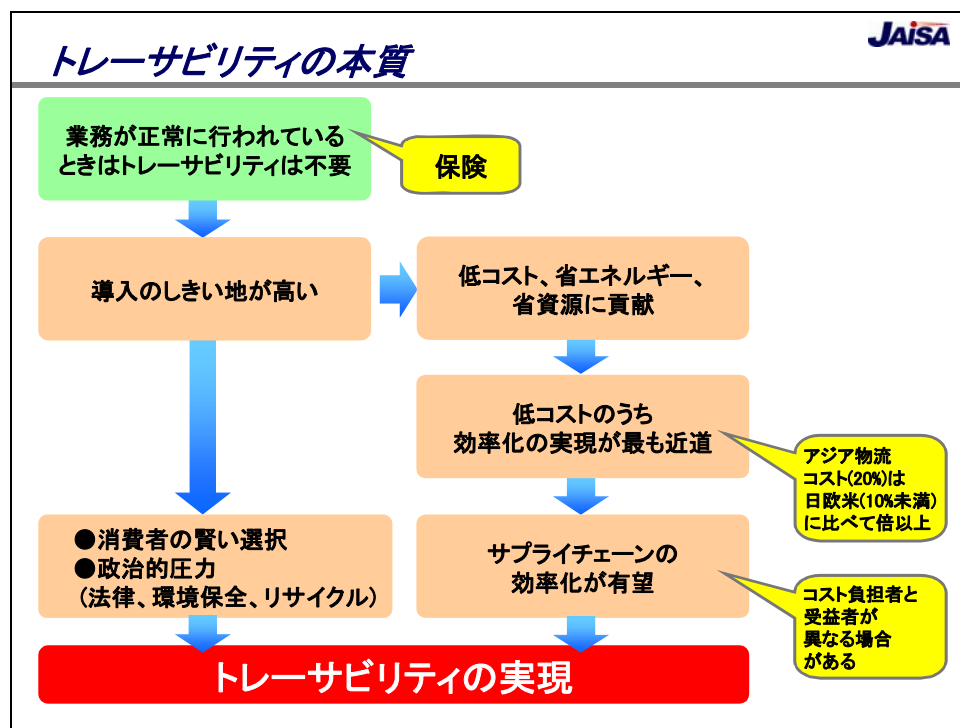 トレーサビリティの本質
JAISA
業務が正常に行われている
ときはトレーサビリティは不要
保険
導入のしきい地が高い
低コスト、省エネルギー、
省資源に貢献
低コストのうち
効率化の実現が最も近道
アジア物流
コスト(20%)は
日欧米(10%未満)
に比べて倍以上
●消費者の賢い選択
●政治的圧力
(法律、環境保全、リサイクル)
サプライチェーンの
効率化が有望
コスト負担者と
受益者が
異なる場合
がある
トレーサビリティの実現